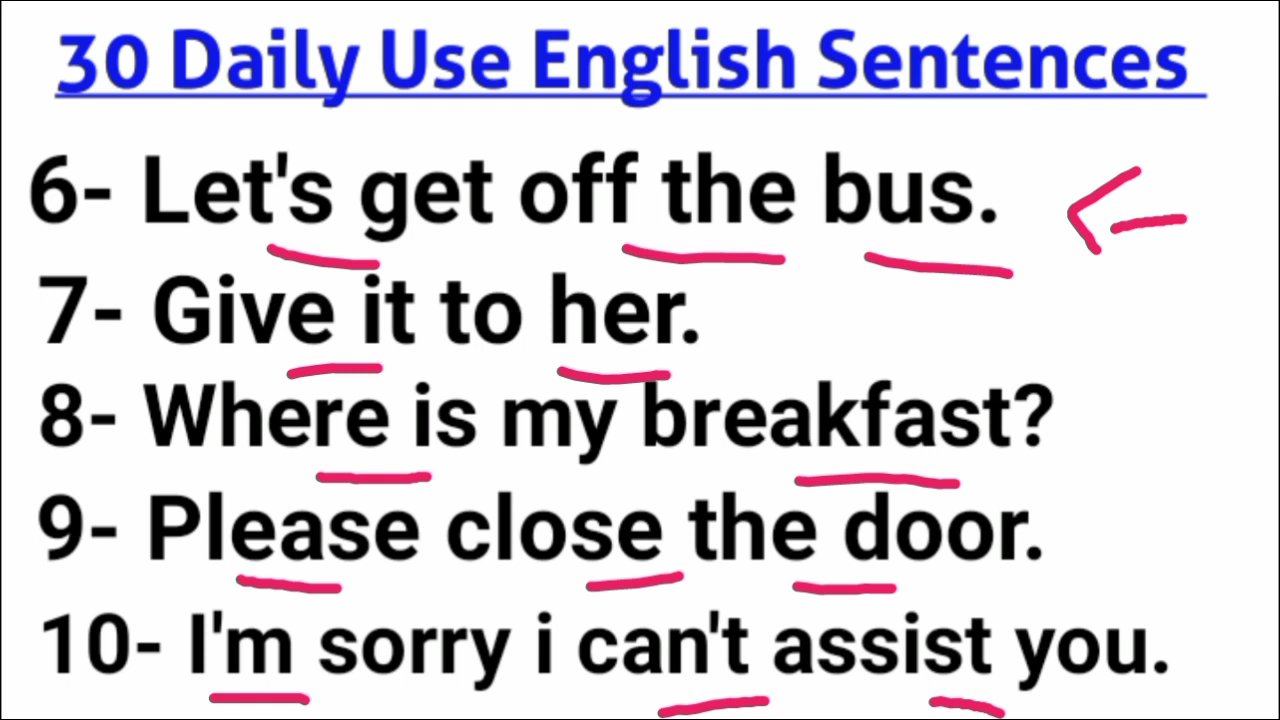 30 Daily Use English Sentences
6- Let's get off the bus.
7- Give it to her.
8- Where is my breakfast?
9- Please close the door.
10- I'm sorry i can't assist you.